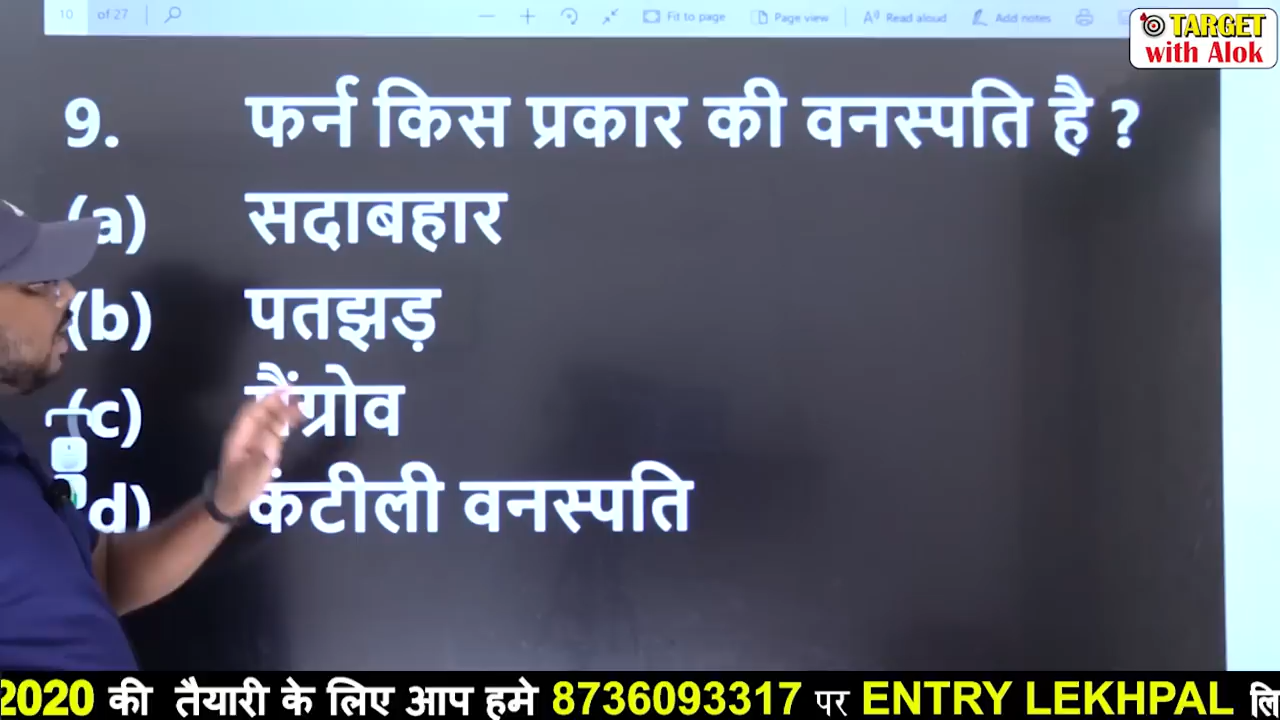 10 of 27 Fit to page Page view Read aloud Add notes
TARGET
with Alok
9. फर्न किस प्रकार की वनस्पति है ?
(a) सदाबहार
(b) पतझड़
(c) मैंग्रोव
(d) कंटीली वनस्पति
2020 की तैयारी के लिए आप हमे 8736093317 पर ENTRY LEKHPAL